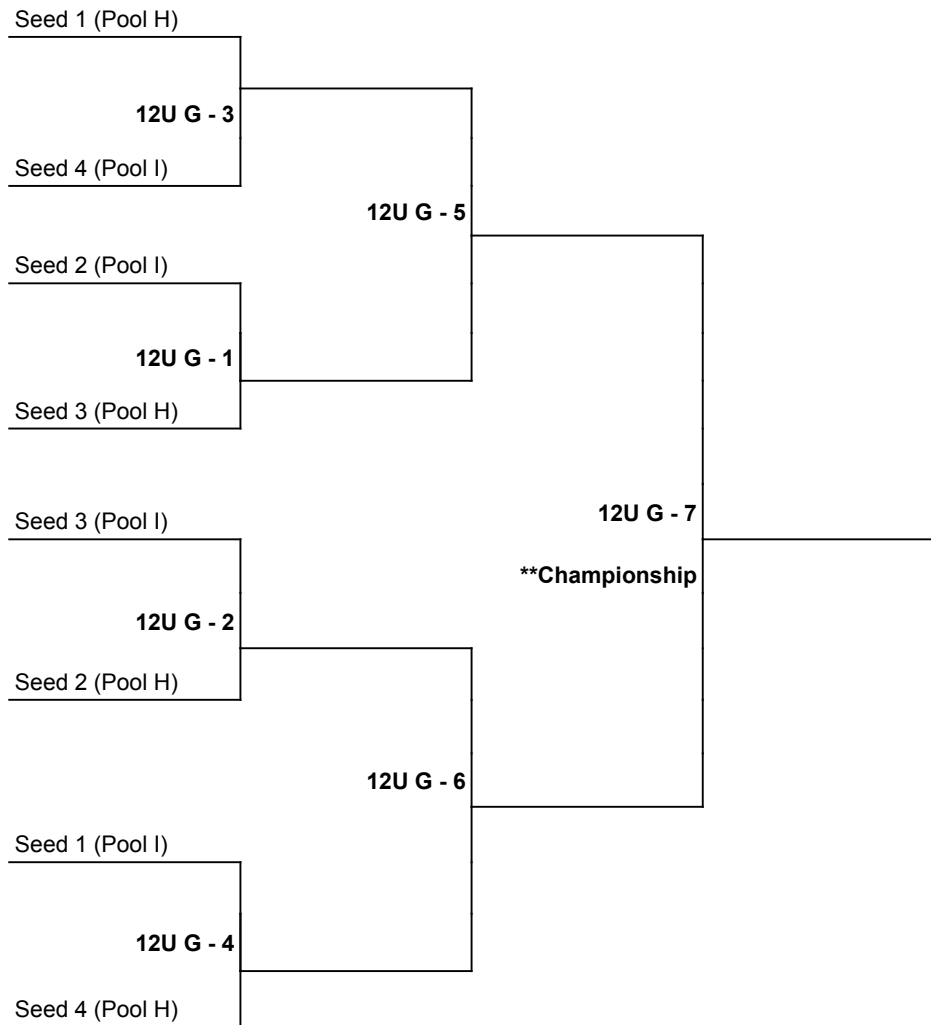 Seed 1 (Pool H)
12U G - 3
Seed 4 (Pool I)
12U G - 5
Seed 2 (Pool I)
12U G - 1
Seed 3 (Pool H)
Seed 3 (Pool I)
12U G - 7
**Championship
12U G - 2
Seed 2 (Pool H)
12U G - 6
Seed 1 (Pool I)
12U G - 4
Seed 4 (Pool H)